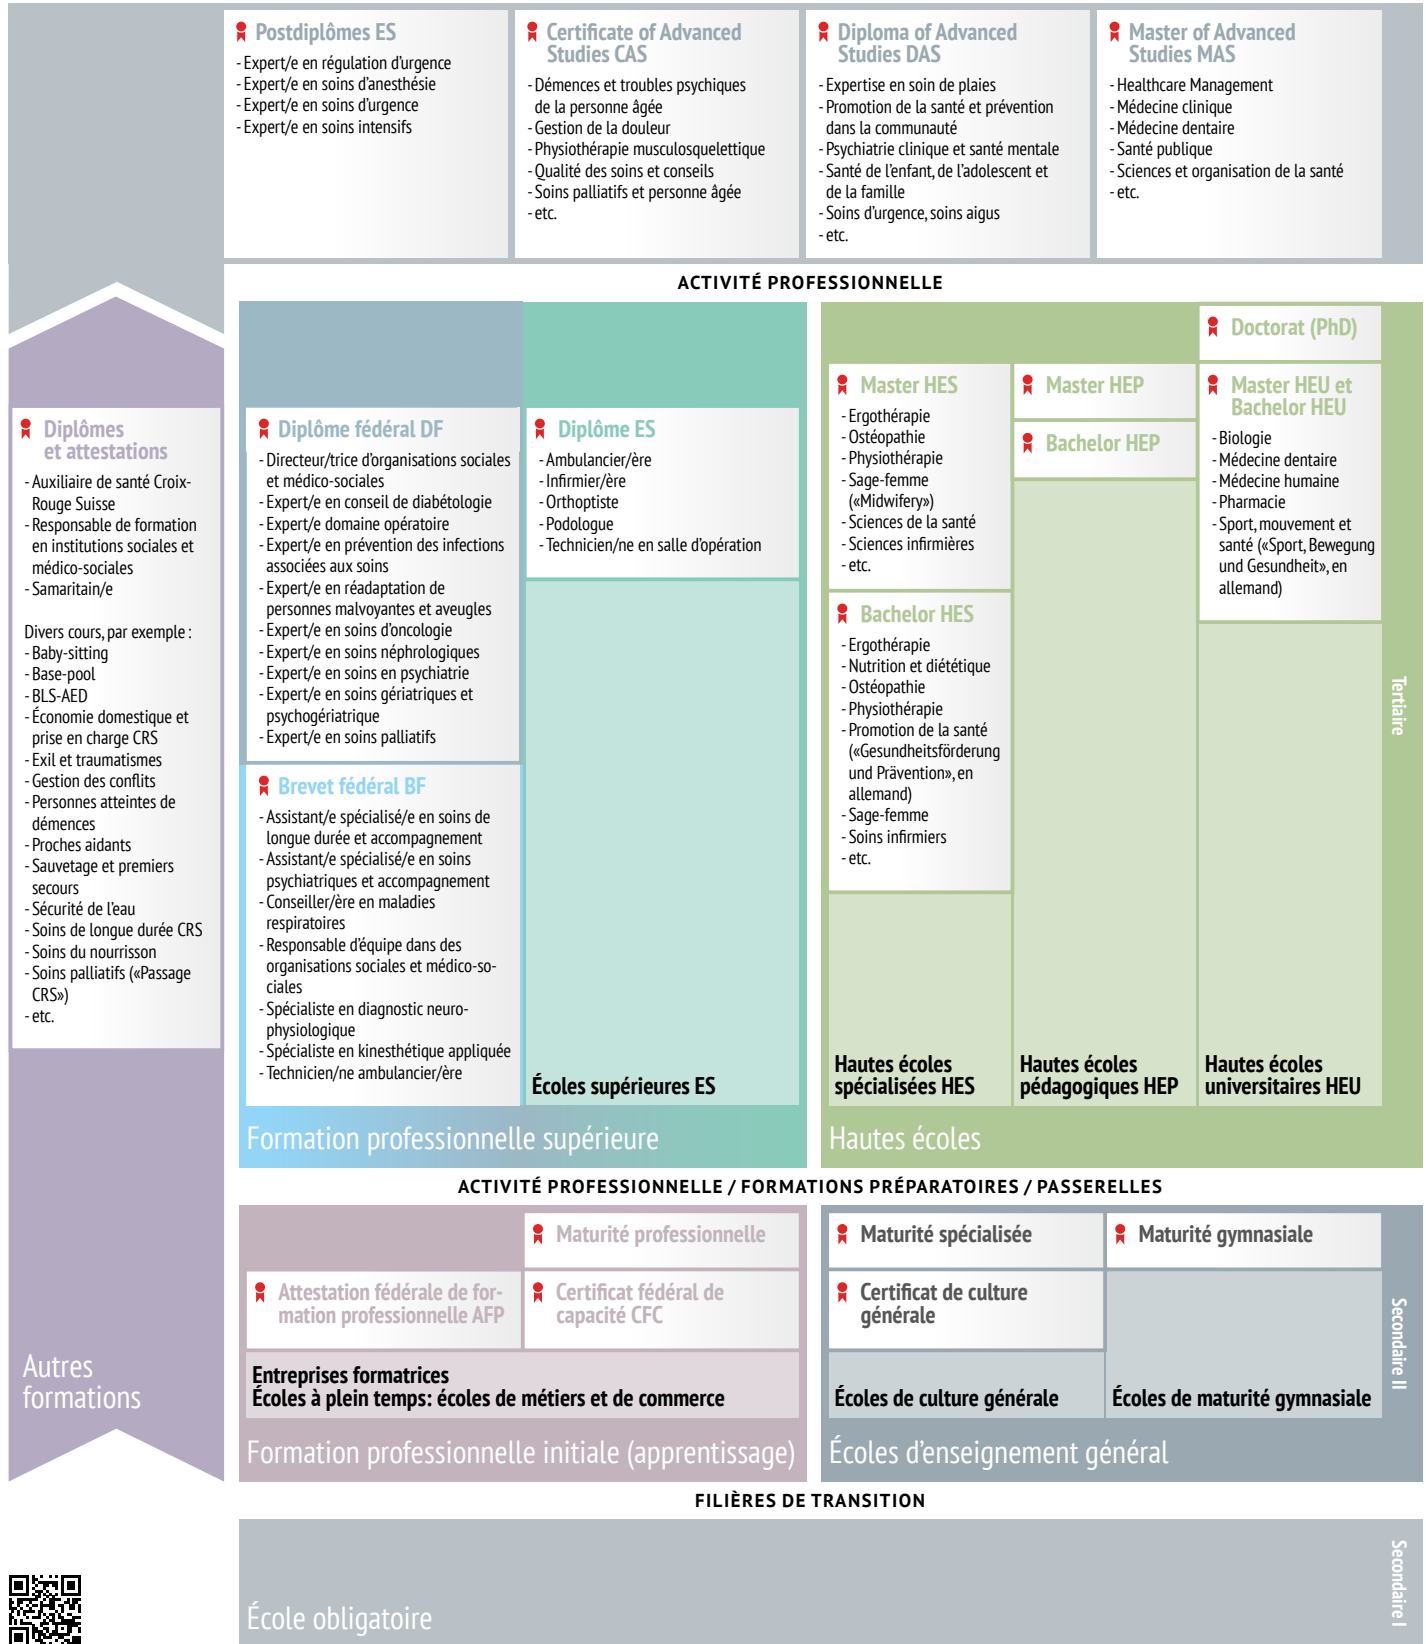 Postdiplômes ES
- Expert/e en régulation d'urgence
- Expert/e en soins d'anesthésie
- Expert/e en soins d'urgence
- Expert/e en soins intensifs
Certificate of Advanced
Studies CAS
- Démences et troubles psychiques
de la personne âgée
- Gestion de la douleur
- Physiothérapie musculosquelettique
- Qualité des soins et conseils
- Soins palliatifs et personne âgée
- etc.
Diploma of Advanced
Studies DAS
- Expertise en soin de plaies
- Promotion de la santé et prévention
dans la communauté
- Psychiatrie clinique et santé mentale
- Santé de l'enfant, de l'adolescent et
de la famille
- Soins d'urgence, soins aigus
- etc.
Master of Advanced
Studies MAS
- Healthcare Management
- Médecine clinique
- Médecine dentaire
- Santé publique
- Sciences et organisation de la santé
- etc.
ACTIVITÉ PROFESSIONNELLE
Diplômes
et attestations
- Auxiliaire de santé Croix-
Rouge Suisse
- Responsable de formation
en institutions sociales et
médico-sociales
- Samaritain/e
Divers cours, par exemple :
- Baby-sitting
- Base-pool
- BLS-AED
- Économie domestique et
prise en charge CRS
- Exil et traumatismes
- Gestion des conflits
- Personnes atteintes de
démences
- Proches aidants
- Sauvetage et premiers
secours
- Sécurité de l'eau
- Soins de longue durée CRS
- Soins du nourrisson
- Soins palliatifs («Passage
CRS»)
- etc.
Autres
formations
Diplôme fédéral DF
- Directeur/trice d'organisations sociales
et médico-sociales
- Expert/e en conseil de diabétologie
- Expert/e domaine opératoire
- Expert/e en prévention des infections
associées aux soins
- Expert/e en réadaptation de
personnes malvoyantes et aveugles
- Expert/e en soins d'oncologie
- Expert/e en soins néphrologiques
- Expert/e en soins en psychiatrie
- Expert/e en soins gériatriques et
psychogériatrique
- Expert/e en soins palliatifs
Brevet fédéral BF
- Assistant/e spécialisé/e en soins de
longue durée et accompagnement
- Assistant/e spécialisé/e en soins
psychiatriques et accompagnement
- Conseiller/ère en maladies
respiratoires
- Responsable d'équipe dans des
organisations sociales et médico-so-
ciales
- Spécialiste en diagnostic neuro-
physiologique
- Spécialiste en kinesthétique appliquée
- Technicien/ne ambulancier/ère
Diplôme ES
- Ambulancier/ère
- Infirmier/ère
- Orthoptiste
- Podologue
- Technicien/ne en salle d'opération
Écoles supérieures ES
Formation professionnelle supérieure
Master HES
- Ergothérapie
- Ostéopathie
- Physiothérapie
- Sage-femme
(«Midwifery»)
- Sciences de la santé
- Sciences infirmières
- etc.
Bachelor HES
- Ergothérapie
- Nutrition et diététique
- Ostéopathie
- Physiothérapie
- Promotion de la santé
(«Gesundheitsförderung
und Prävention», en
allemand)
- Sage-femme
- Soins infirmiers
- etc.
Hautes écoles
spécialisées HES
Master HEP
Bachelor HEP
Hautes écoles
pédagogiques HEP
Doctorat (PhD)
Master HEU et
Bachelor HEU
- Biologie
- Médecine dentaire
- Médecine humaine
- Pharmacie
- Sport, mouvement et
santé («Sport, Bewegung
und Gesundheit», en
allemand)
Hautes écoles
universitaires HEU
Hautes écoles
Tertiaire
ACTIVITÉ PROFESSIONNELLE / FORMATIONS PRÉPARATOIRES / PASSERELLES
Maturité professionnelle
Attestation fédérale de for-
mation professionnelle AFP
Certificat fédéral de
capacité CFC
Entreprises formatrices
Écoles à plein temps: écoles de métiers et de commerce
Formation professionnelle initiale (apprentissage)
Maturité spécialisée
Certificat de culture
générale
Écoles de culture générale
Maturité gymnasiale
Écoles de maturité gymnasiale
Écoles d'enseignement général
Secondaire II
FILIÈRES DE TRANSITION
École obligatoire
Secondaire I